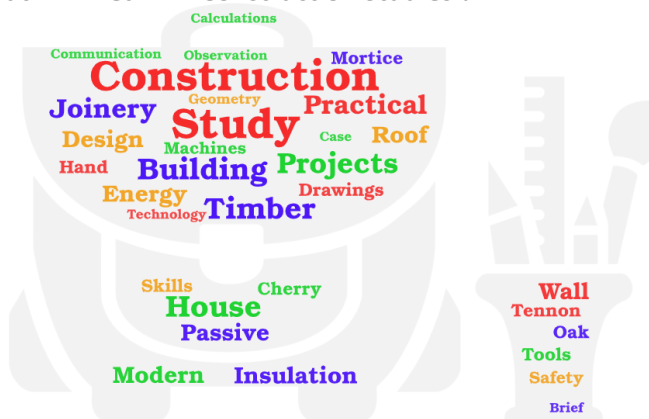 Calculations
Communication Observation Mortice
Construction
Joinery Geometry Practical
Study
Design Machines Case Roof
Hand Building Projects
Energy Drawings
Technology Timber
Skills Cherry
House
Passive
Modern Insulation
Wall
Tennon
Oak
Tools
Safety
Brief